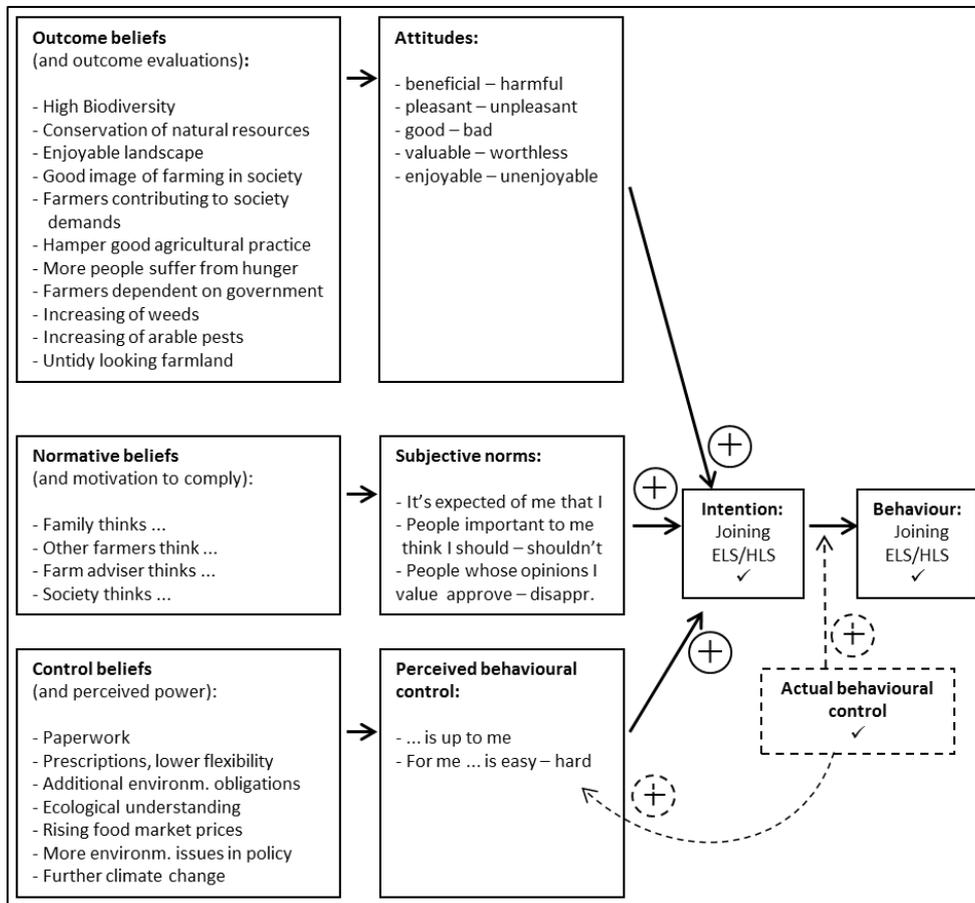 Outcome beliefs
(and outcome evaluations):
- High Biodiversity
- Conservation of natural resources
- Enjoyable landscape
- Good image of farming in society
- Farmers contributing to society
demands
- Hamper good agricultural practice
- More people suffer from hunger
- Farmers dependent on government
- Increasing of weeds
- Increasing of arable pests
- Untidy looking farmland
Attitudes:
- beneficial – harmful
- pleasant – unpleasant
- good – bad
- valuable – worthless
- enjoyable – unenjoyable
Normative beliefs
(and motivation to comply):
- Family thinks ...
- Other farmers think ...
- Farm adviser thinks ...
- Society thinks ...
Subjective norms:
- It's expected of me that I
- People important to me
think I should – shouldn't
- People whose opinions I
value approve – disappr.
Control beliefs
(and perceived power):
- Paperwork
- Prescriptions, lower flexibility
- Additional environm. obligations
- Ecological understanding
- Rising food market prices
- More environm. issues in policy
- Further climate change
Perceived behavioural
control:
- ... is up to me
- For me ... is easy – hard
+
+
+
Intention:
Joining
ELS/HLS
✓
Behaviour:
Joining
ELS/HLS
✓
+
Actual behavioural
control
✓
+